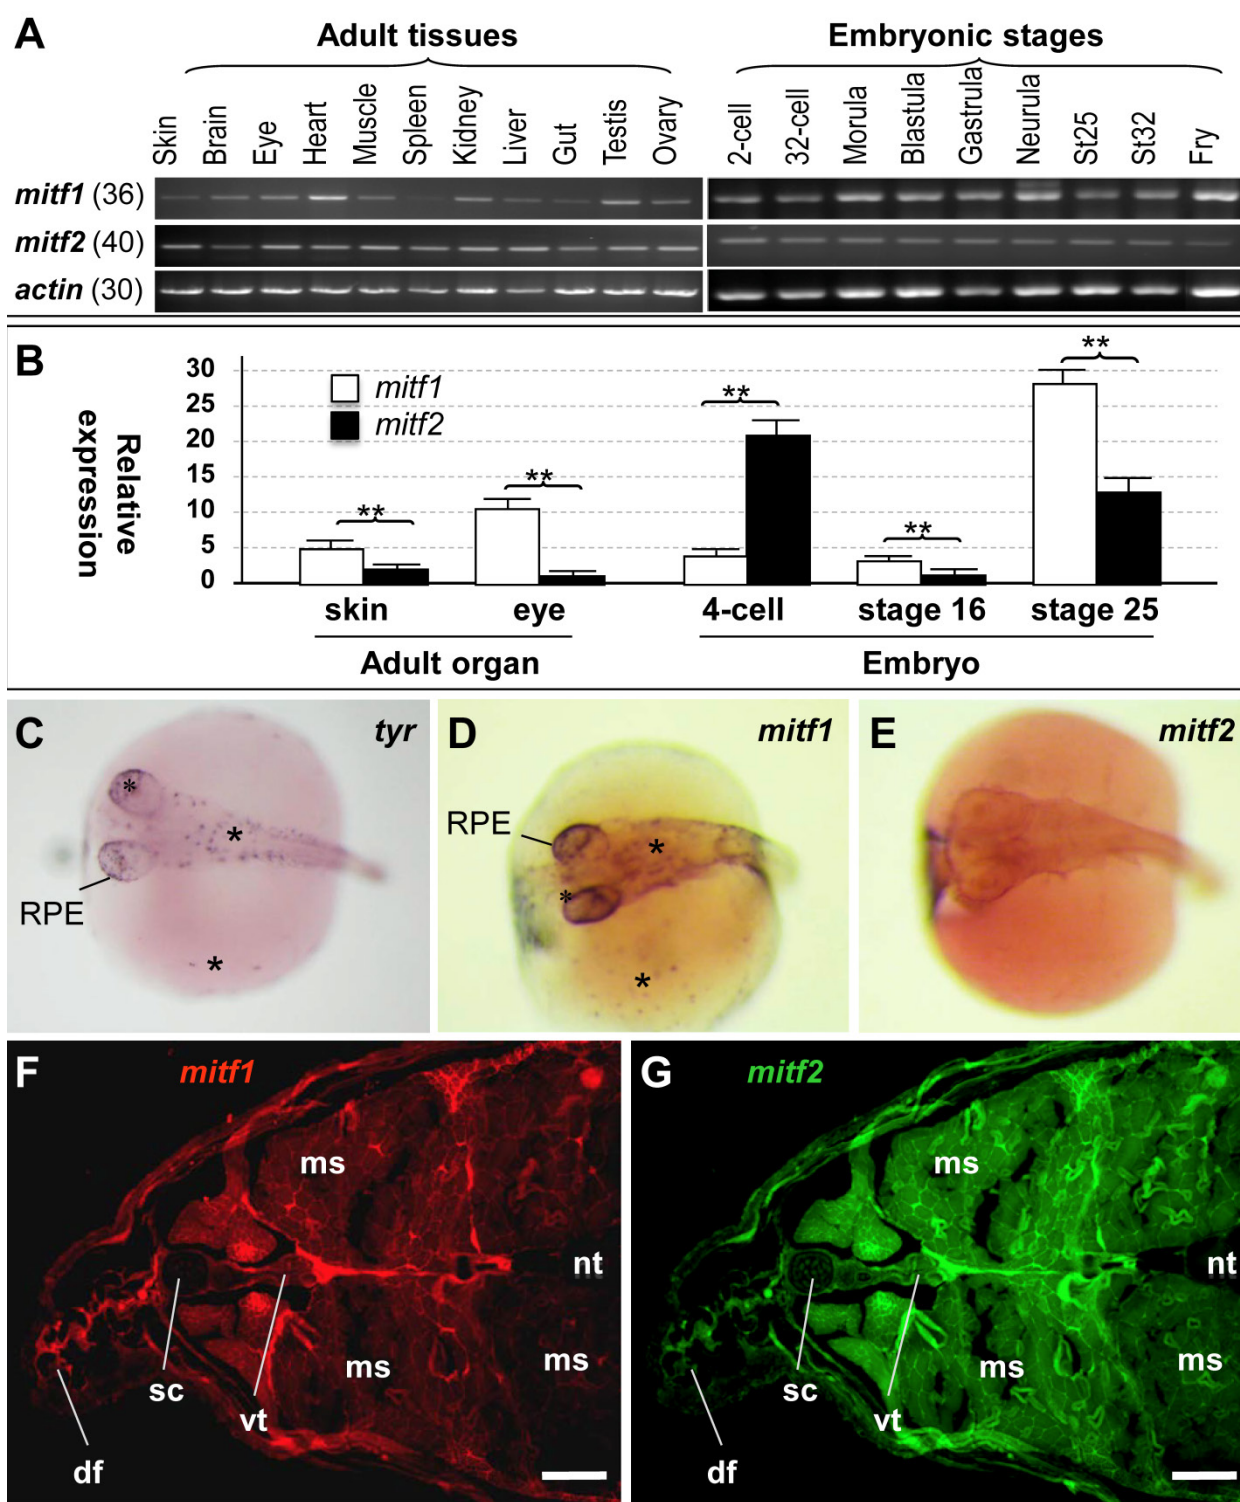 A
Adult tissues
Embryonic stages
Skin
Brain
Eye
Heart
Muscle
Spleen
Kidney
Liver
Gut
Testis
Ovary
2-cell
32-cell
Morula
Blastula
Gastrula
Neurula
St25
St32
Fry
mitf1 (36)
mitf2 (40)
actin (30)
B
Relative
expression
30
25
20
15
10
5
0
mitf1
mitf2
**
**
**
**
**
skin
eye
4-cell
stage 16
stage 25
Adult organ
Embryo
C
tyr
*
*
*
RPE
D
mitf1
RPE
*
*
*
E
mitf2
F
mitf1
ms
nt
ms
ms
sc
vt
df
G
mitf2
ms
nt
ms
ms
sc
vt
df